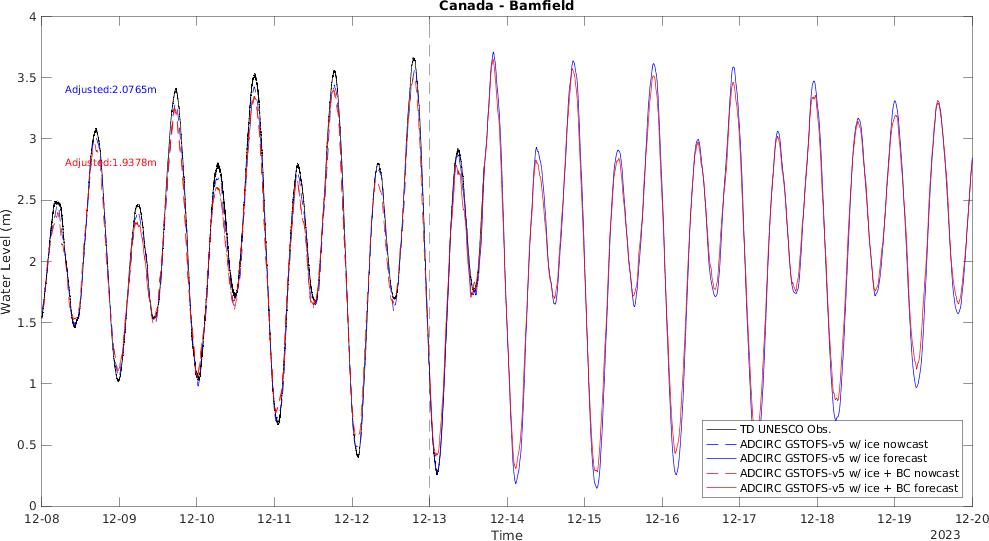 Canada - Bamfield
4
3.5
3
2.5
2
1.5
1
0.5
0
Water Level (m)
Adjusted:2.0765m
Adjusted:1.9378m
TD UNESCO Obs.
ADCIRC GSTOFS-v5 w/ ice nowcast
ADCIRC GSTOFS-v5 w/ ice forecast
ADCIRC GSTOFS-v5 w/ ice + BC nowcast
ADCIRC GSTOFS-v5 w/ ice + BC forecast
12-08 12-09 12-10 12-11 12-12 12-13 12-14 12-15 12-16 12-17 12-18 12-19 12-20
Time
2023